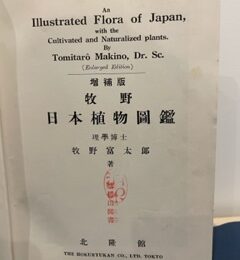 An
Illustrated Flora of Japan,
with the
Cultivated and Naturalized plants.
By
Tomitarô Makino, Dr. Sc.
(Enlarged Edition)
增補版
牧野
日本植物圖鑑
理學博士
牧野富太郎
著
北隆館
THE HOKURYUKAN CO., LTD. TOKYO